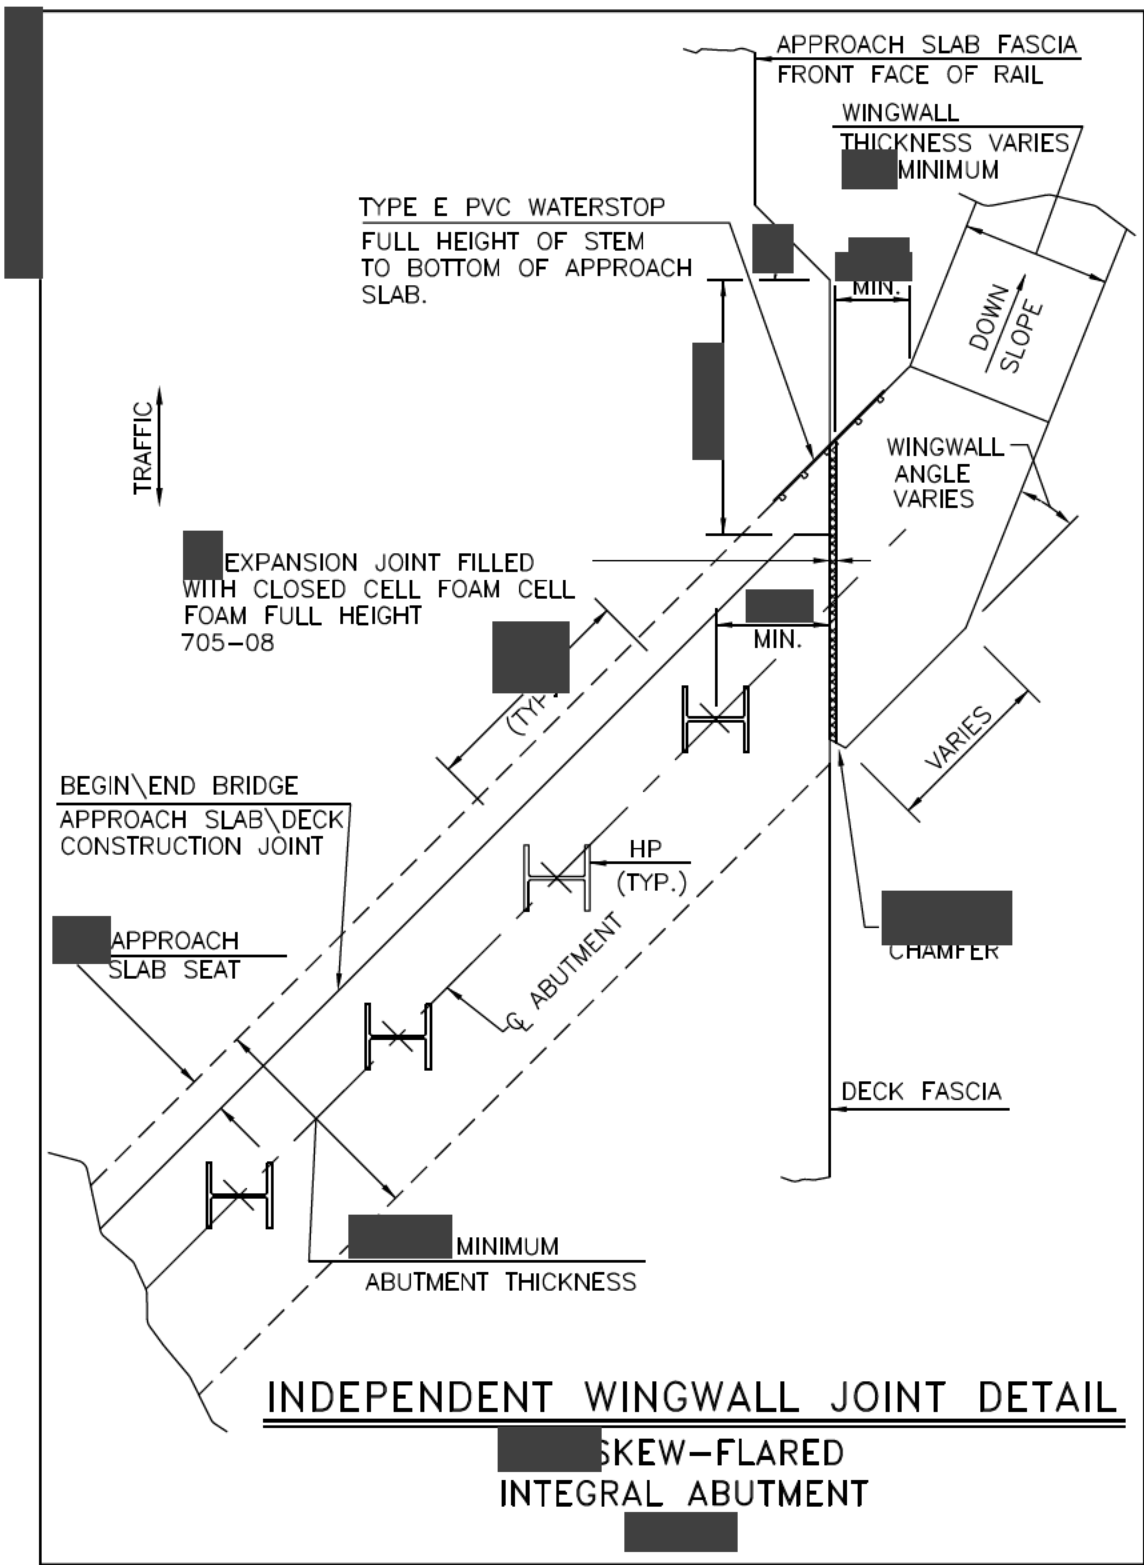 APPROACH SLAB FASCIA
FRONT FACE OF RAIL
WINGWALL
THICKNESS VARIES
MINIMUM
TYPE E PVC WATERSTOP
FULL HEIGHT OF STEM
TO BOTTOM OF APPROACH
SLAB.
MIN.
DOWN
SLOPE
TRAFFIC
WINGWALL
ANGLE
VARIES
EXPANSION JOINT FILLED
WITH CLOSED CELL FOAM CELL
FOAM FULL HEIGHT
705-08
MIN.
(TYP.
VARIES
BEGIN\END BRIDGE
APPROACH SLAB\DECK
CONSTRUCTION JOINT
HP
(TYP.)
APPROACH
SLAB SEAT
℄ ABUTMENT
CHAMFER
DECK FASCIA
MINIMUM
ABUTMENT THICKNESS
INDEPENDENT WINGWALL JOINT DETAIL
SKEW-FLARED
INTEGRAL ABUTMENT